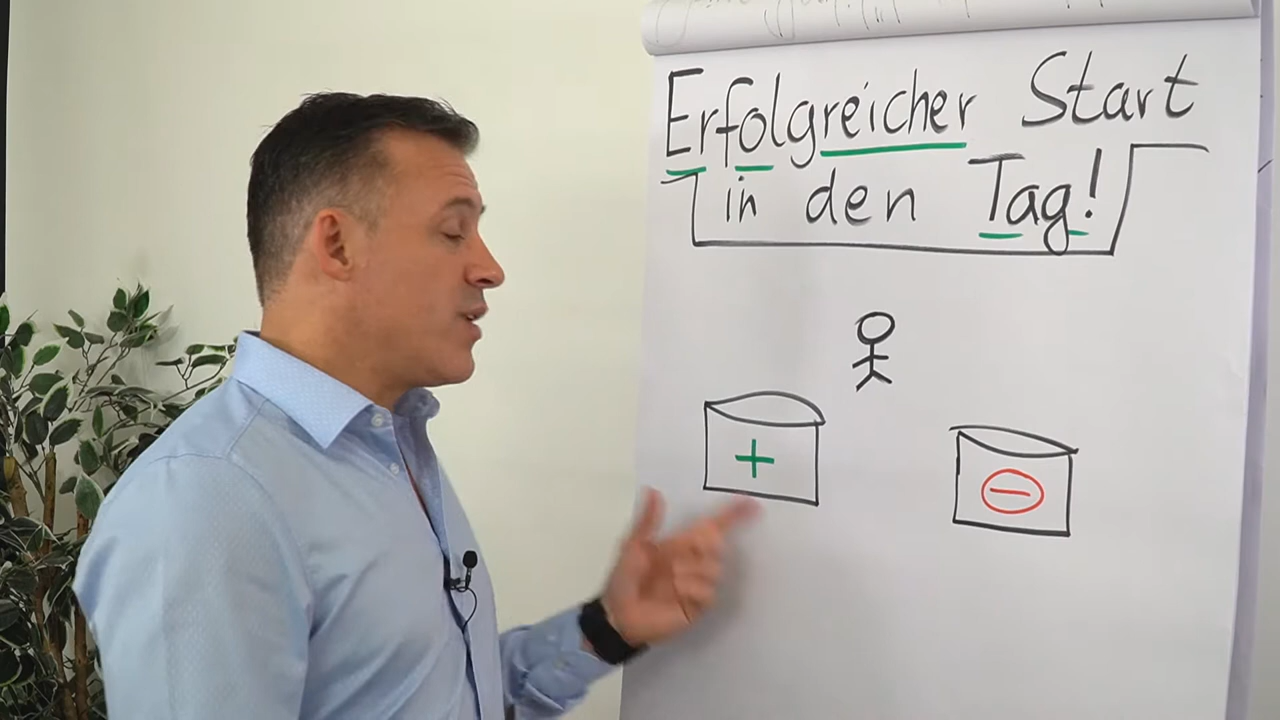 Erfolgreicher Start
in den Tag!
+
−